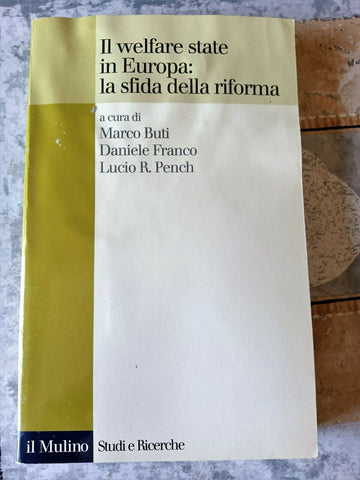 Il welfare state
in Europa:
la sfida della riforma
a cura di
Marco Buti
Daniele Franco
Lucio R. Pench
il Mulino Studi e Ricerche